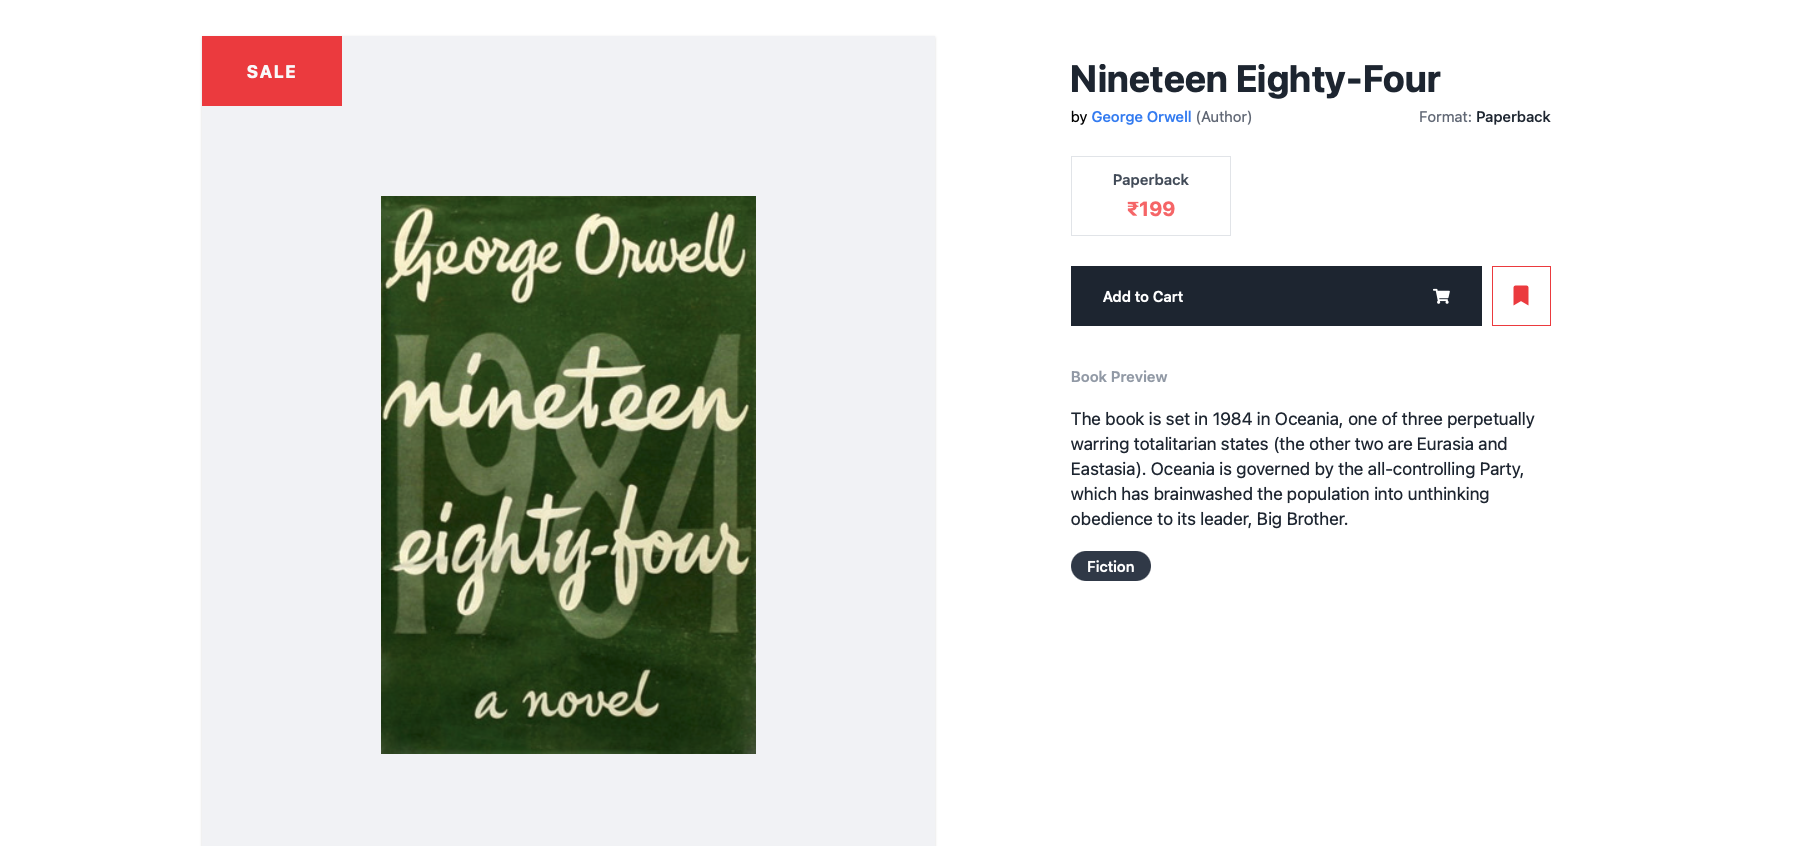 SALE
George Orwell
1984
nineteen
eighty-four
a novel
Nineteen Eighty-Four
by George Orwell (Author) Format: Paperback
Paperback
₹199
Add to Cart
Book Preview
The book is set in 1984 in Oceania, one of three perpetually
warring totalitarian states (the other two are Eurasia and
Eastasia). Oceania is governed by the all-controlling Party,
which has brainwashed the population into unthinking
obedience to its leader, Big Brother.
Fiction